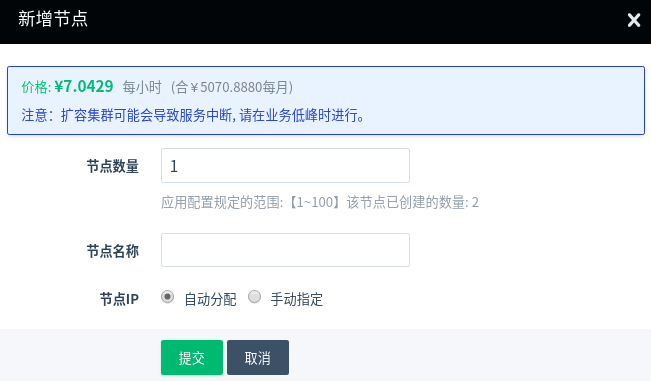 新增节点
价格: ¥7.0429 每小时 (合￥5070.8880每月)
注意：扩容集群可能会导致服务中断, 请在业务低峰时进行。
节点数量 1
应用配置规定的范围:【1~100】该节点已创建的数量: 2
节点名称
节点IP 自动分配 手动指定
提交 取消